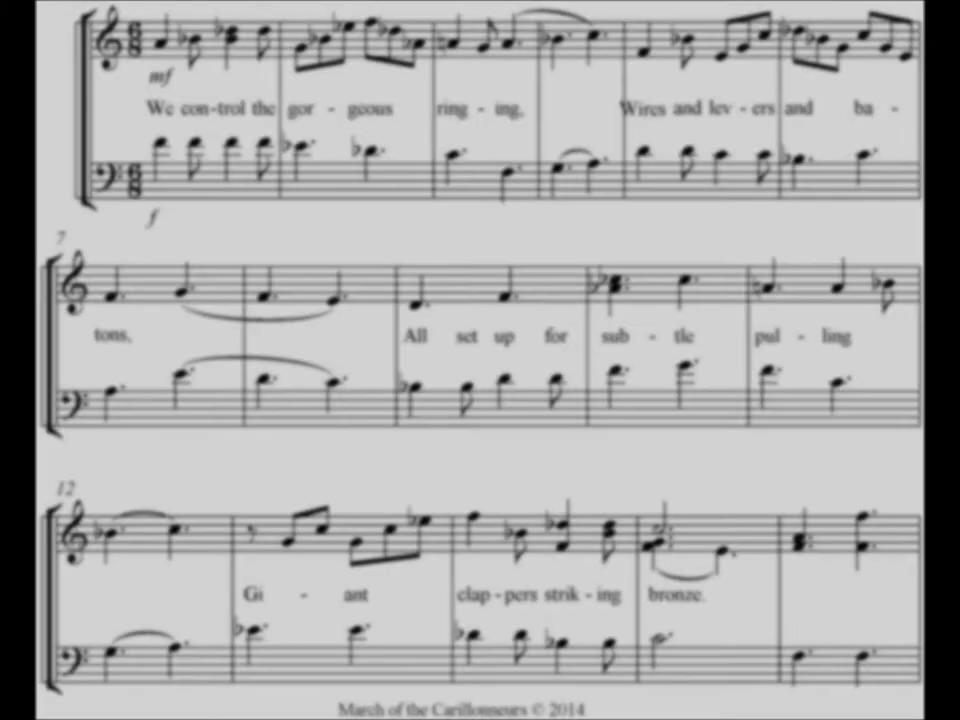 mf
We con-trol the gor - geous ring - ing, Wires and lev - ers and ba -
f
7
tons, All set up for sub - tle pul - ling
12
Gi - ant clap - pers strik - ing bronze.
March of the Carillonneurs © 2014